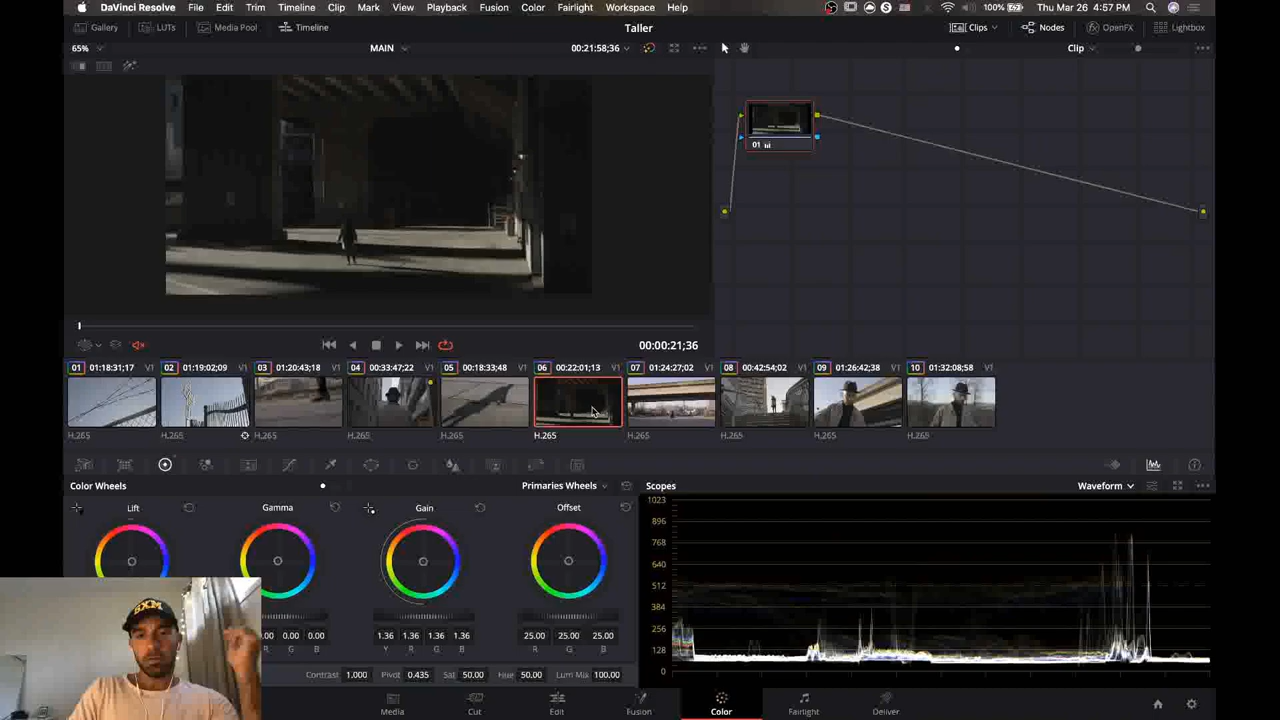 DaVinci Resolve File Edit Trim Timeline Clip Mark View Playback Fusion Color Fairlight Workspace Help 100% Thu Mar 26 4:57 PM
Gallery LUTs Media Pool Timeline Taller Clips Nodes OpenFX Lightbox
65% MAIN 00:21:58;36 Clip
01
00:00:21;36
01 01:18:31;17 V1 02 01:19:02;09 V1 03 01:20:43;18 V1 04 00:33:47;22 V1 05 01:18:33;48 V1 06 00:22:01;13 V1 07 01:24:27;02 V1 08 00:42:54;02 V1 09 01:26:42;38 V1 10 01:32:08;58 V1
H.265 H.265 H.265 H.265 H.265 H.265 H.265 H.265 H.265 H.265
Color Wheels Primaries Wheels Scopes Waveform
Lift Gamma Gain Offset
1023
896
768
640
512
384
256
128
0
SXM
0.00 0.00 1.36 1.36 1.36 1.36 25.00 25.00 25.00
R G B Y R G B R G B
Contrast 1.000 Pivot 0.435 Sat 50.00 Hue 50.00 Lum Mix 100.00
Media Cut Edit Fusion Color Fairlight Deliver